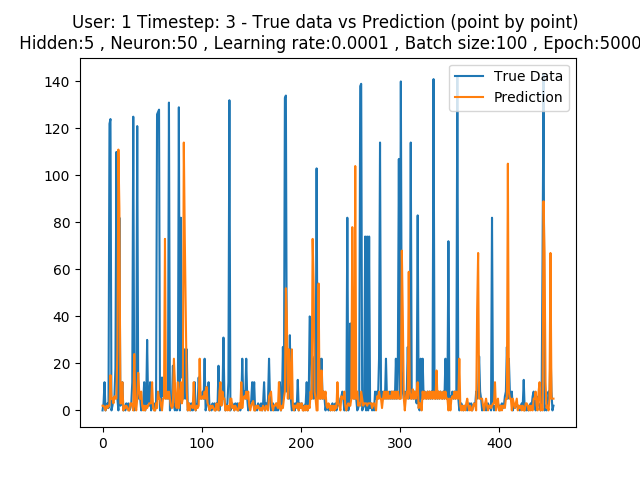 User: 1 Timestep: 3 - True data vs Prediction (point by point)
Hidden:5 , Neuron:50 , Learning rate:0.0001 , Batch size:100 , Epoch:5000
True Data
Prediction
140
120
100
80
60
40
20
0
0 100 200 300 400